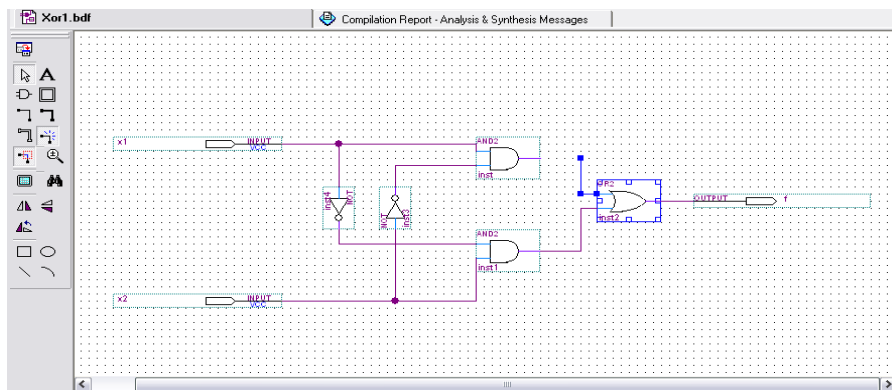 Xor1.bdf
Compilation Report - Analysis & Synthesis Messages
A
x1
INPUT
VCC
AND2
inst
inst4
NOT
NOT
inst3
OR2
inst2
OUTPUT
f
AND2
inst1
x2
INPUT
VCC